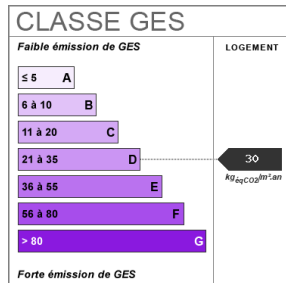 CLASSE GES
Faible émission de GES
LOGEMENT
≤ 5 A
6 à 10 B
11 à 20 C
21 à 35 D
30
kgéqCO2/m².an
36 à 55 E
56 à 80 F
> 80 G
Forte émission de GES